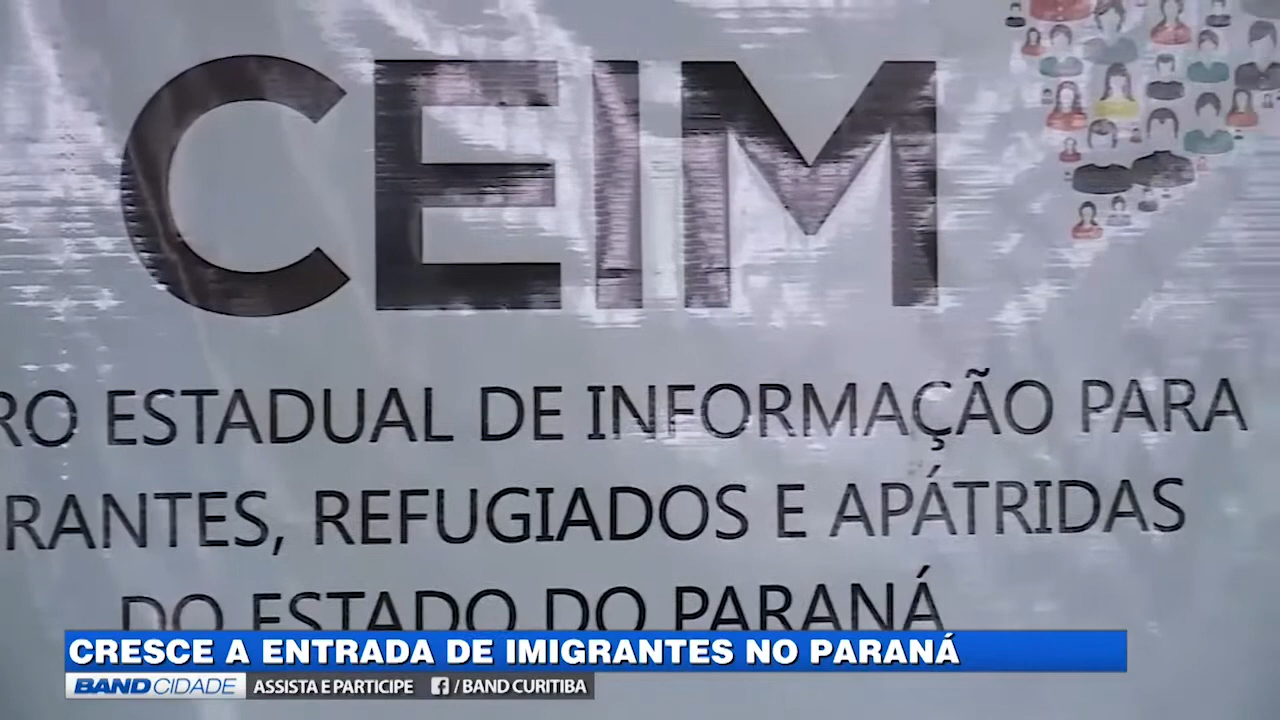 CEIM
RO ESTADUAL DE INFORMAÇÃO PARA
RANTES, REFUGIADOS E APÁTRIDAS
DO ESTADO DO PARANÁ
CRESCE A ENTRADA DE IMIGRANTES NO PARANÁ
BAND CIDADE ASSISTA E PARTICIPE f / BAND CURITIBA